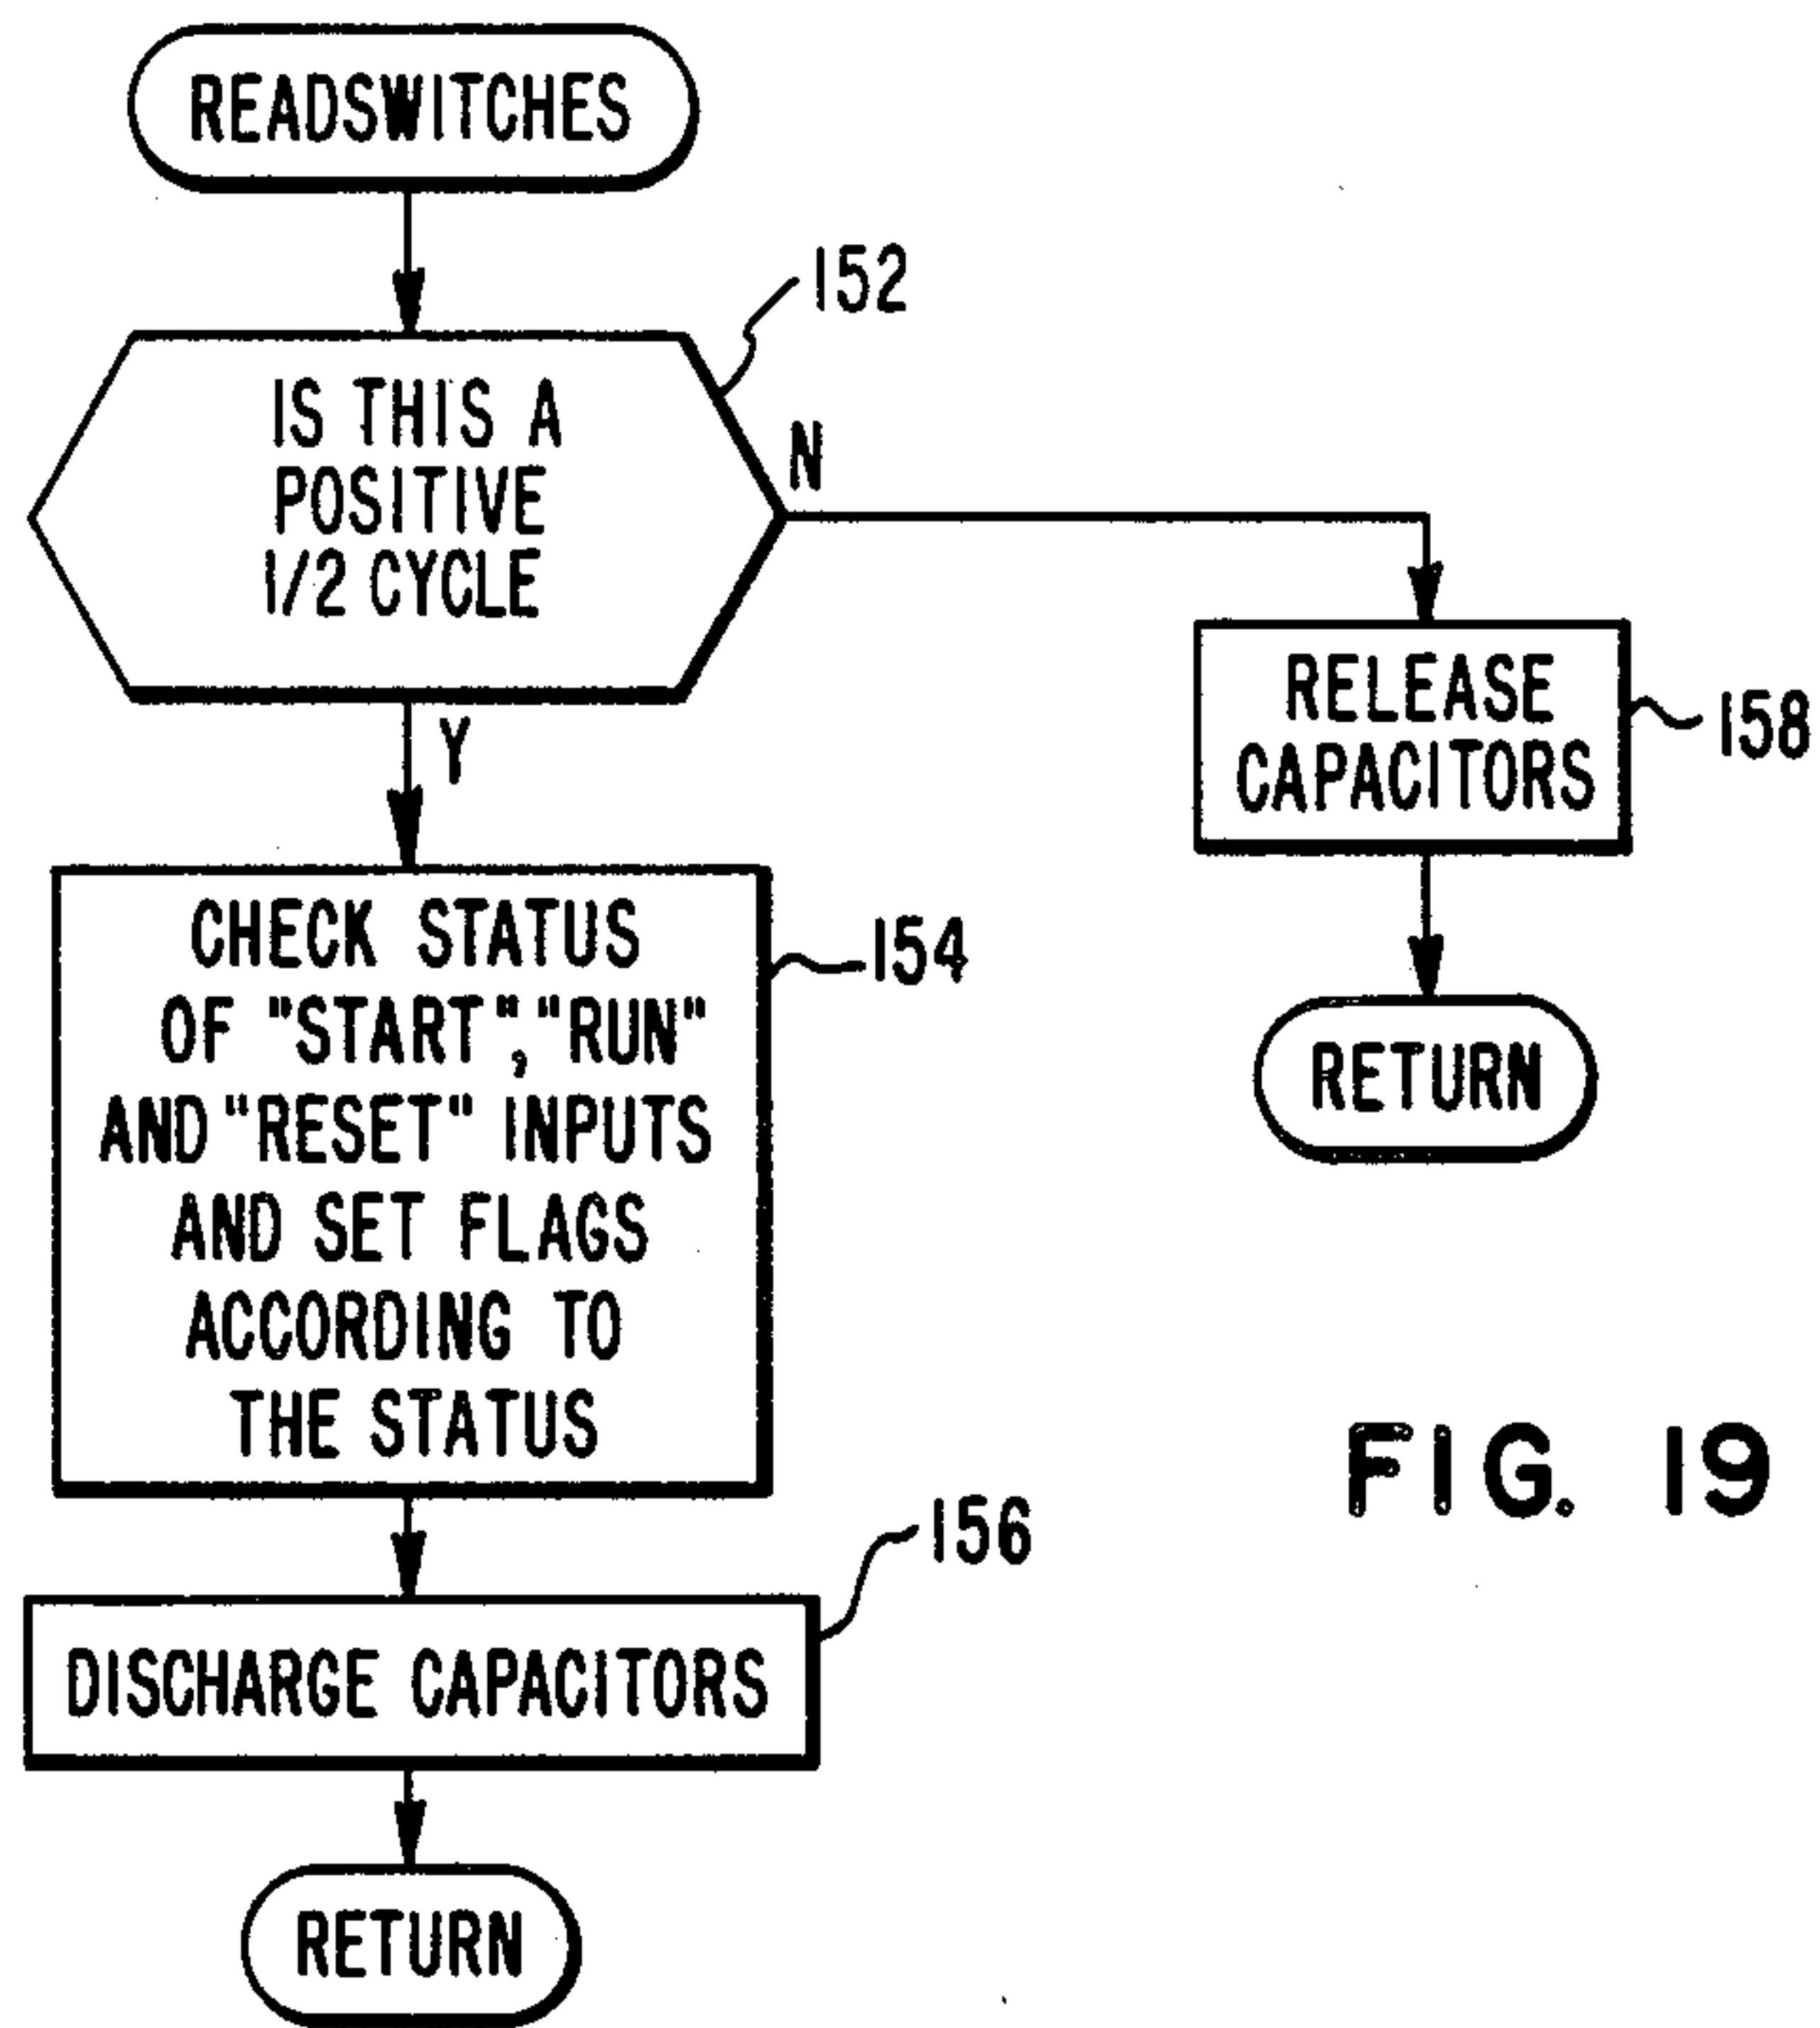 READSWITCHES
152
IS THIS A
POSITIVE
1/2 CYCLE
N
Y
RELEASE
CAPACITORS
158
RETURN
CHECK STATUS
OF "START", "RUN"
AND "RESET" INPUTS
AND SET FLAGS
ACCORDING TO
THE STATUS
154
FIG. 19
156
DISCHARGE CAPACITORS
RETURN